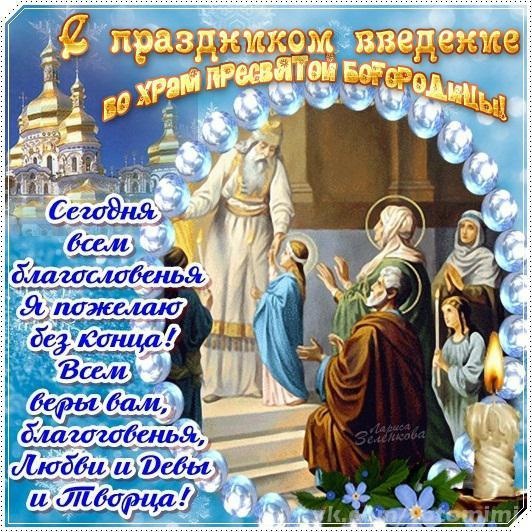 С праздником введение
во храм пресвятой Богородицы!
Сегодня
всем
благословенья
Я пожелаю
без конца!
Всем
веры вам,
благоговенья,
Любви и Девы
и Творца!
Лариса
Зеленкова